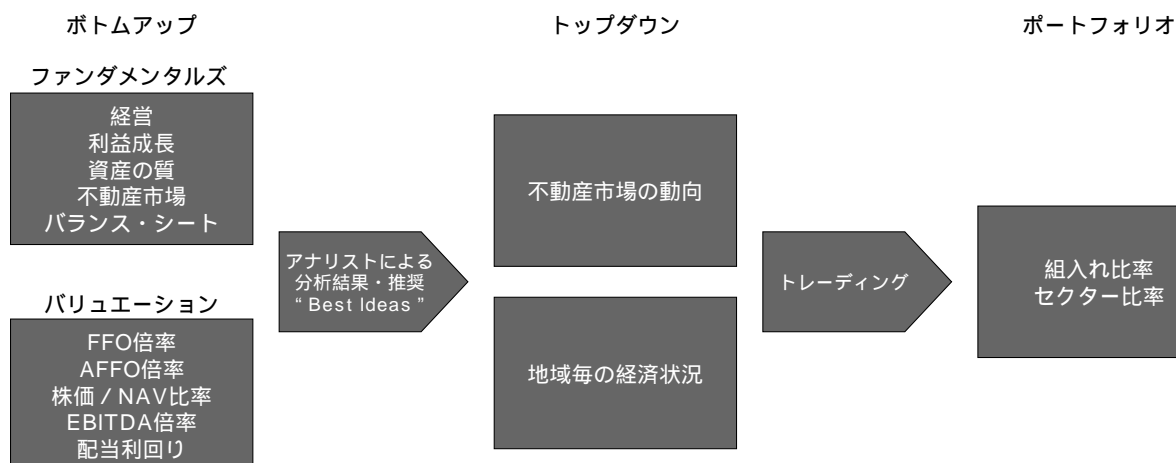 ボトムアップ
トップダウン
ポートフォリオ
ファンダメンタルズ
経営
利益成長
資産の質
不動産市場
バランス・シート
バリュエーション
FFO倍率
AFFO倍率
株価 / NAV比率
EBITDA倍率
配当利回り
アナリストによる
分析結果・推奨
“ Best Ideas ”
不動産市場の動向
地域毎の経済状況
トレーディング
組入れ比率
セクター比率